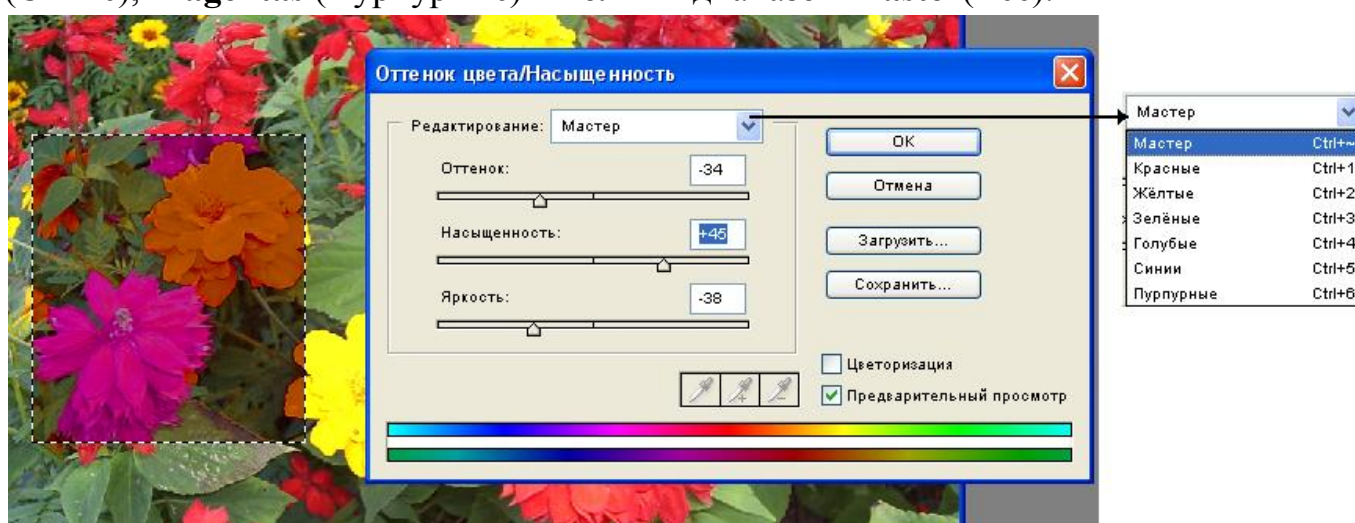 Оттенок цвета/Насыщенность
Редактирование: Мастер
Оттенок: -34
Насыщенность: +45
Яркость: -38
ОК
Отмена
Загрузить...
Сохранить...
Цветоризация
Предварительный просмотр
Мастер
Мастер Ctrl+~
Красные Ctrl+1
Жёлтые Ctrl+2
Зелёные Ctrl+3
Голубые Ctrl+4
Синии Ctrl+5
Пурпурные Ctrl+6